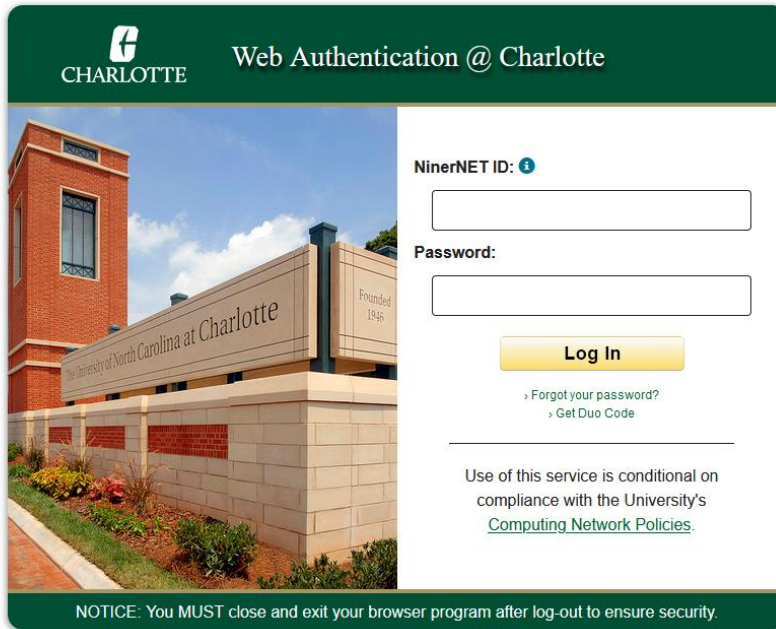 CHARLOTTE
Web Authentication @ Charlotte
The University of North Carolina at Charlotte
Founded
1946
NinerNET ID:
Password:
Log In
› Forgot your password?
› Get Duo Code
Use of this service is conditional on
compliance with the University's
Computing Network Policies.
NOTICE: You MUST close and exit your browser program after log-out to ensure security.